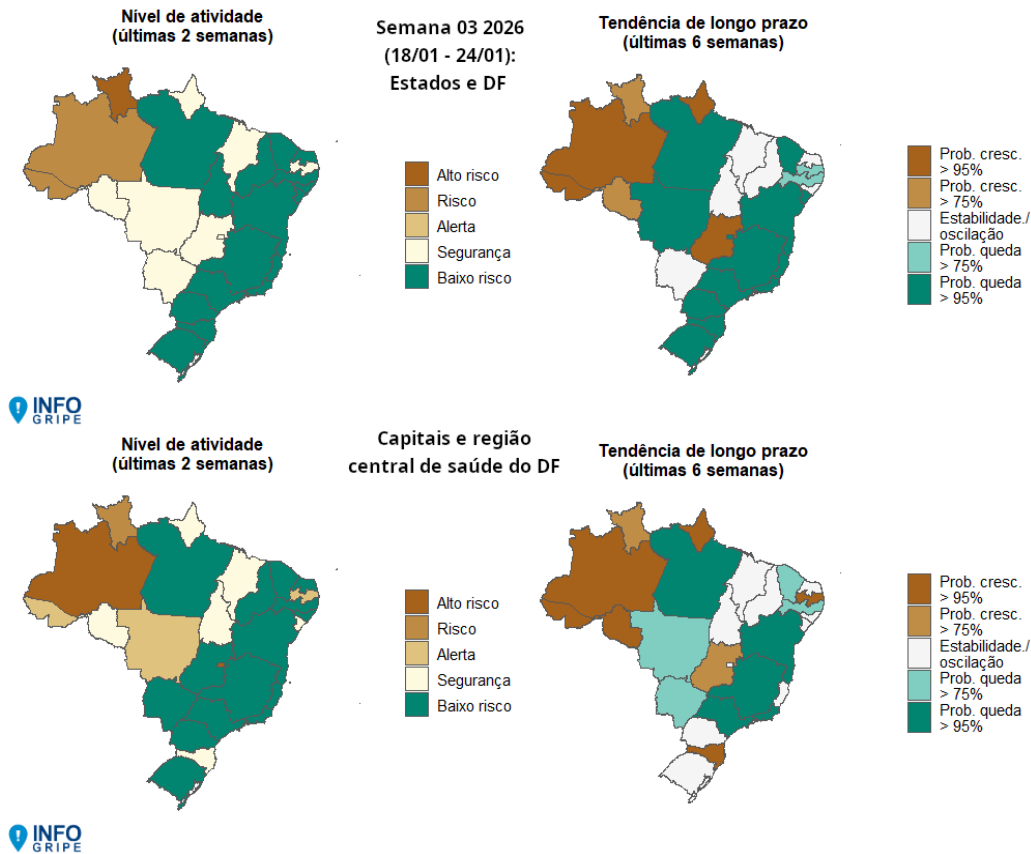 Nível de atividade
(últimas 2 semanas)
Semana 03 2026
(18/01 - 24/01):
Estados e DF
Tendência de longo prazo
(últimas 6 semanas)
Alto risco
Risco
Alerta
Segurança
Baixo risco
Prob. cresc.
> 95%
Prob. cresc.
> 75%
Estabilidade./
oscilação
Prob. queda
> 75%
Prob. queda
> 95%
INFO
GRIPE
Nível de atividade
(últimas 2 semanas)
Capitais e região
central de saúde do DF
Tendência de longo prazo
(últimas 6 semanas)
Alto risco
Risco
Alerta
Segurança
Baixo risco
Prob. cresc.
> 95%
Prob. cresc.
> 75%
Estabilidade./
oscilação
Prob. queda
> 75%
Prob. queda
> 95%
INFO
GRIPE